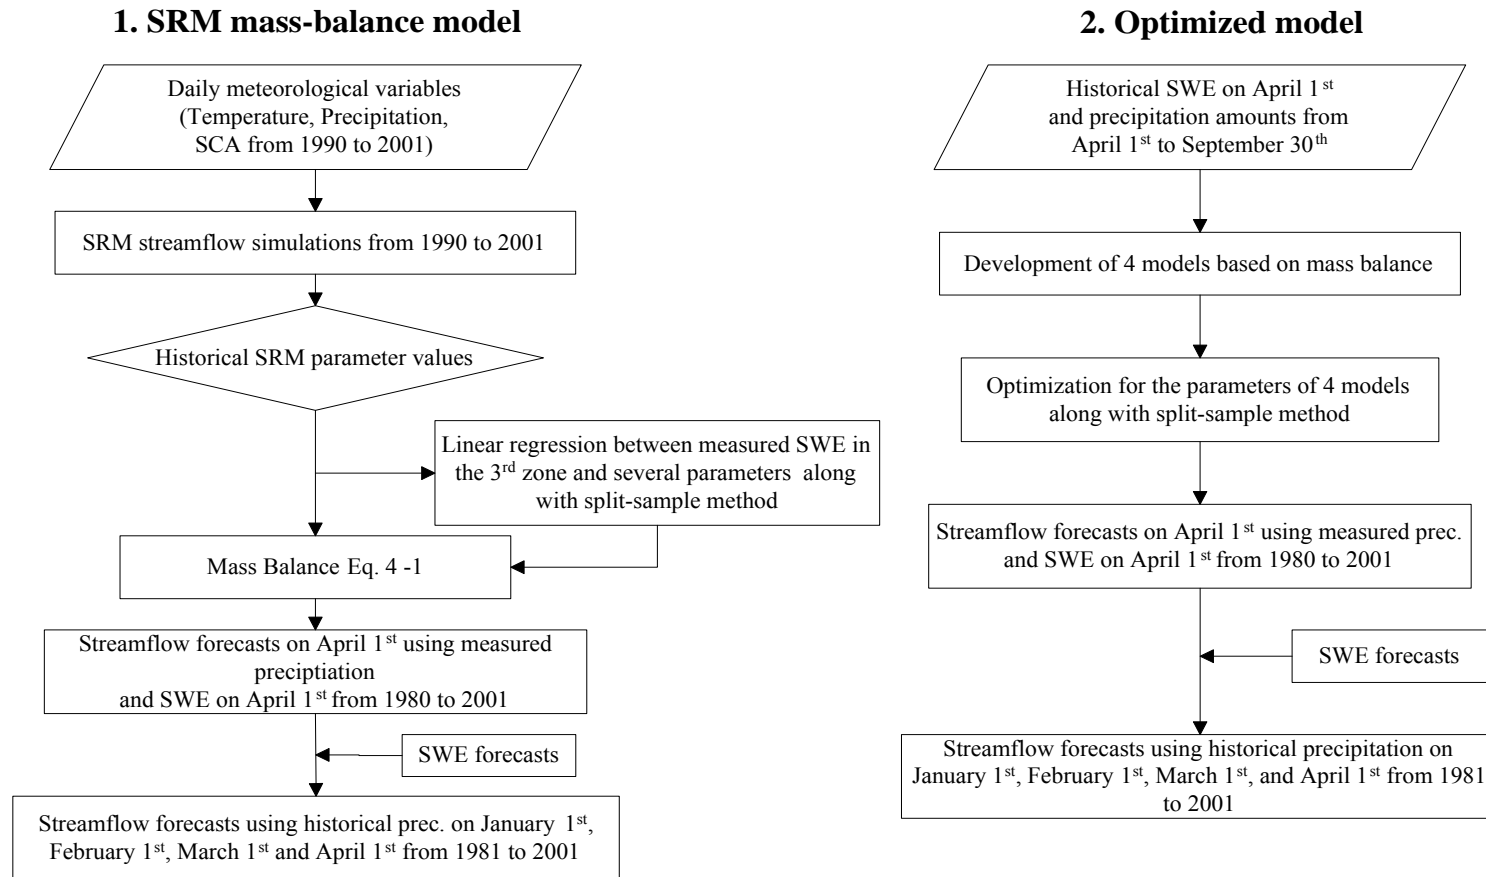 1. SRM mass-balance model
Daily meteorological variables
(Temperature, Precipitation,
SCA from 1990 to 2001)
SRM streamflow simulations from 1990 to 2001
Historical SRM parameter values
Linear regression between measured SWE in
the 3rd zone and several parameters along
with split-sample method
Mass Balance Eq. 4 -1
Streamflow forecasts on April 1st using measured
preciptiation
and SWE on April 1st from 1980 to 2001
SWE forecasts
Streamflow forecasts using historical prec. on January 1st,
February 1st, March 1st and April 1st from 1981 to 2001
2. Optimized model
Historical SWE on April 1st
and precipitation amounts from
April 1st to September 30th
Development of 4 models based on mass balance
Optimization for the parameters of 4 models
along with split-sample method
Streamflow forecasts on April 1st using measured prec.
and SWE on April 1st from 1980 to 2001
SWE forecasts
Streamflow forecasts using historical precipitation on
January 1st, February 1st, March 1st, and April 1st from 1981
to 2001